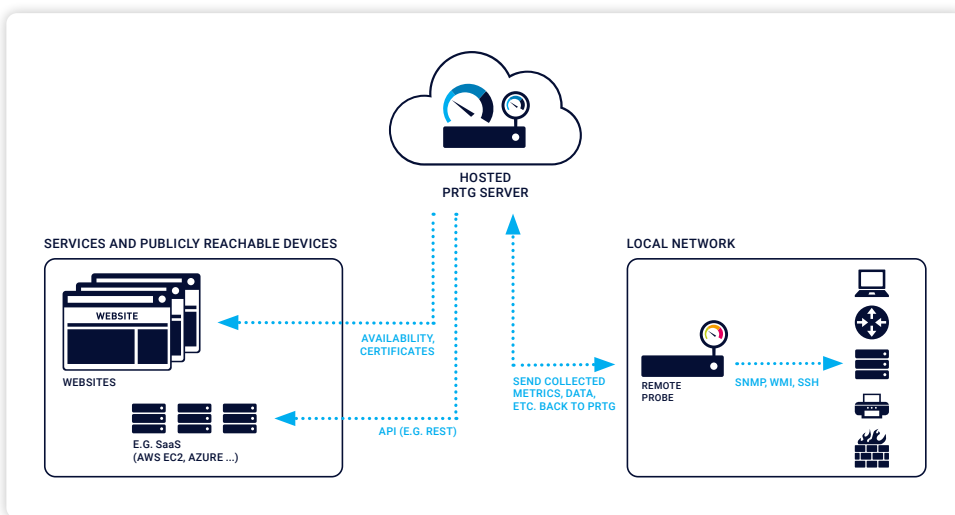 HOSTED
PRTG SERVER
SERVICES AND PUBLICLY REACHABLE DEVICES
WEBSITE
WEBSITES
E.G. SaaS
(AWS EC2, AZURE ...)
AVAILABILITY,
CERTIFICATES
API (E.G. REST)
SEND COLLECTED
METRICS, DATA,
ETC. BACK TO PRTG
LOCAL NETWORK
REMOTE
PROBE
SNMP, WMI, SSH